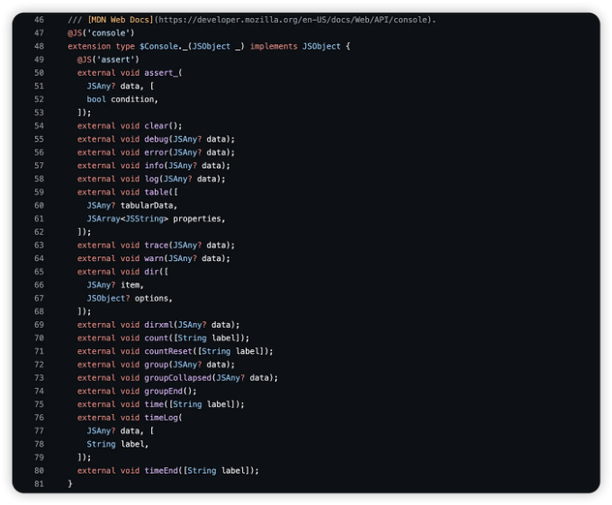 46 /// [MDN Web Docs](https://developer.mozilla.org/en-US/docs/Web/API/console).
47 @JS('console')
48 extension type $Console._(JSObject _) implements JSObject {
49   @JS('assert')
50   external void assert_(
51     JSAny? data, [
52     bool condition,
53   ]);
54   external void clear();
55   external void debug(JSAny? data);
56   external void error(JSAny? data);
57   external void info(JSAny? data);
58   external void log(JSAny? data);
59   external void table([
60     JSAny? tabularData,
61     JSArray<JSString> properties,
62   ]);
63   external void trace(JSAny? data);
64   external void warn(JSAny? data);
65   external void dir([
66     JSAny? item,
67     JSObject? options,
68   ]);
69   external void dirxml(JSAny? data);
70   external void count([String label]);
71   external void countReset([String label]);
72   external void group(JSAny? data);
73   external void groupCollapsed(JSAny? data);
74   external void groupEnd();
75   external void time([String label]);
76   external void timeLog(
77     JSAny? data, [
78     String label,
79   ]);
80   external void timeEnd([String label]);
81 }